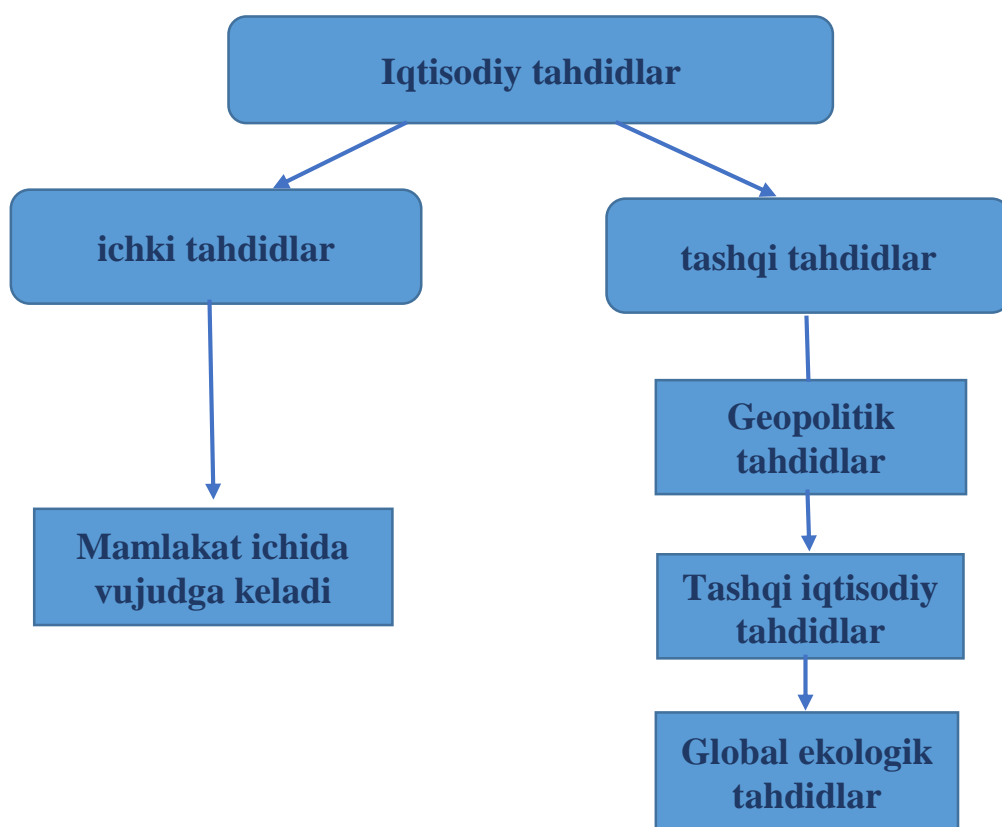 Iqtisodiy tahdidlar
ichki tahdidlar
tashqi tahdidlar
Geopolitik
tahdidlar
Mamlakat ichida
vujudga keladi
Tashqi iqtisodiy
tahdidlar
Global ekologik
tahdidlar